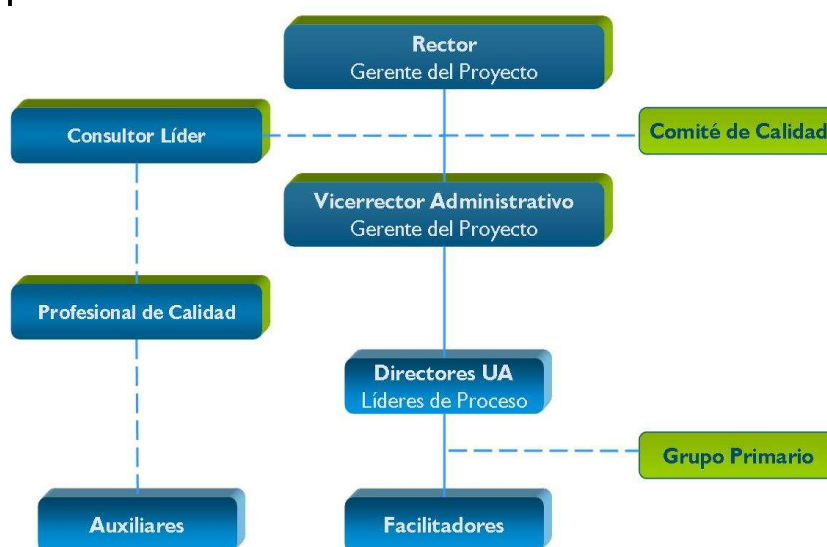 Rector
Gerente del Proyecto
Consultor Líder
Comité de Calidad
Vicerrector Administrativo
Gerente del Proyecto
Profesional de Calidad
Directores UA
Líderes de Proceso
Grupo Primario
Auxiliares
Facilitadores